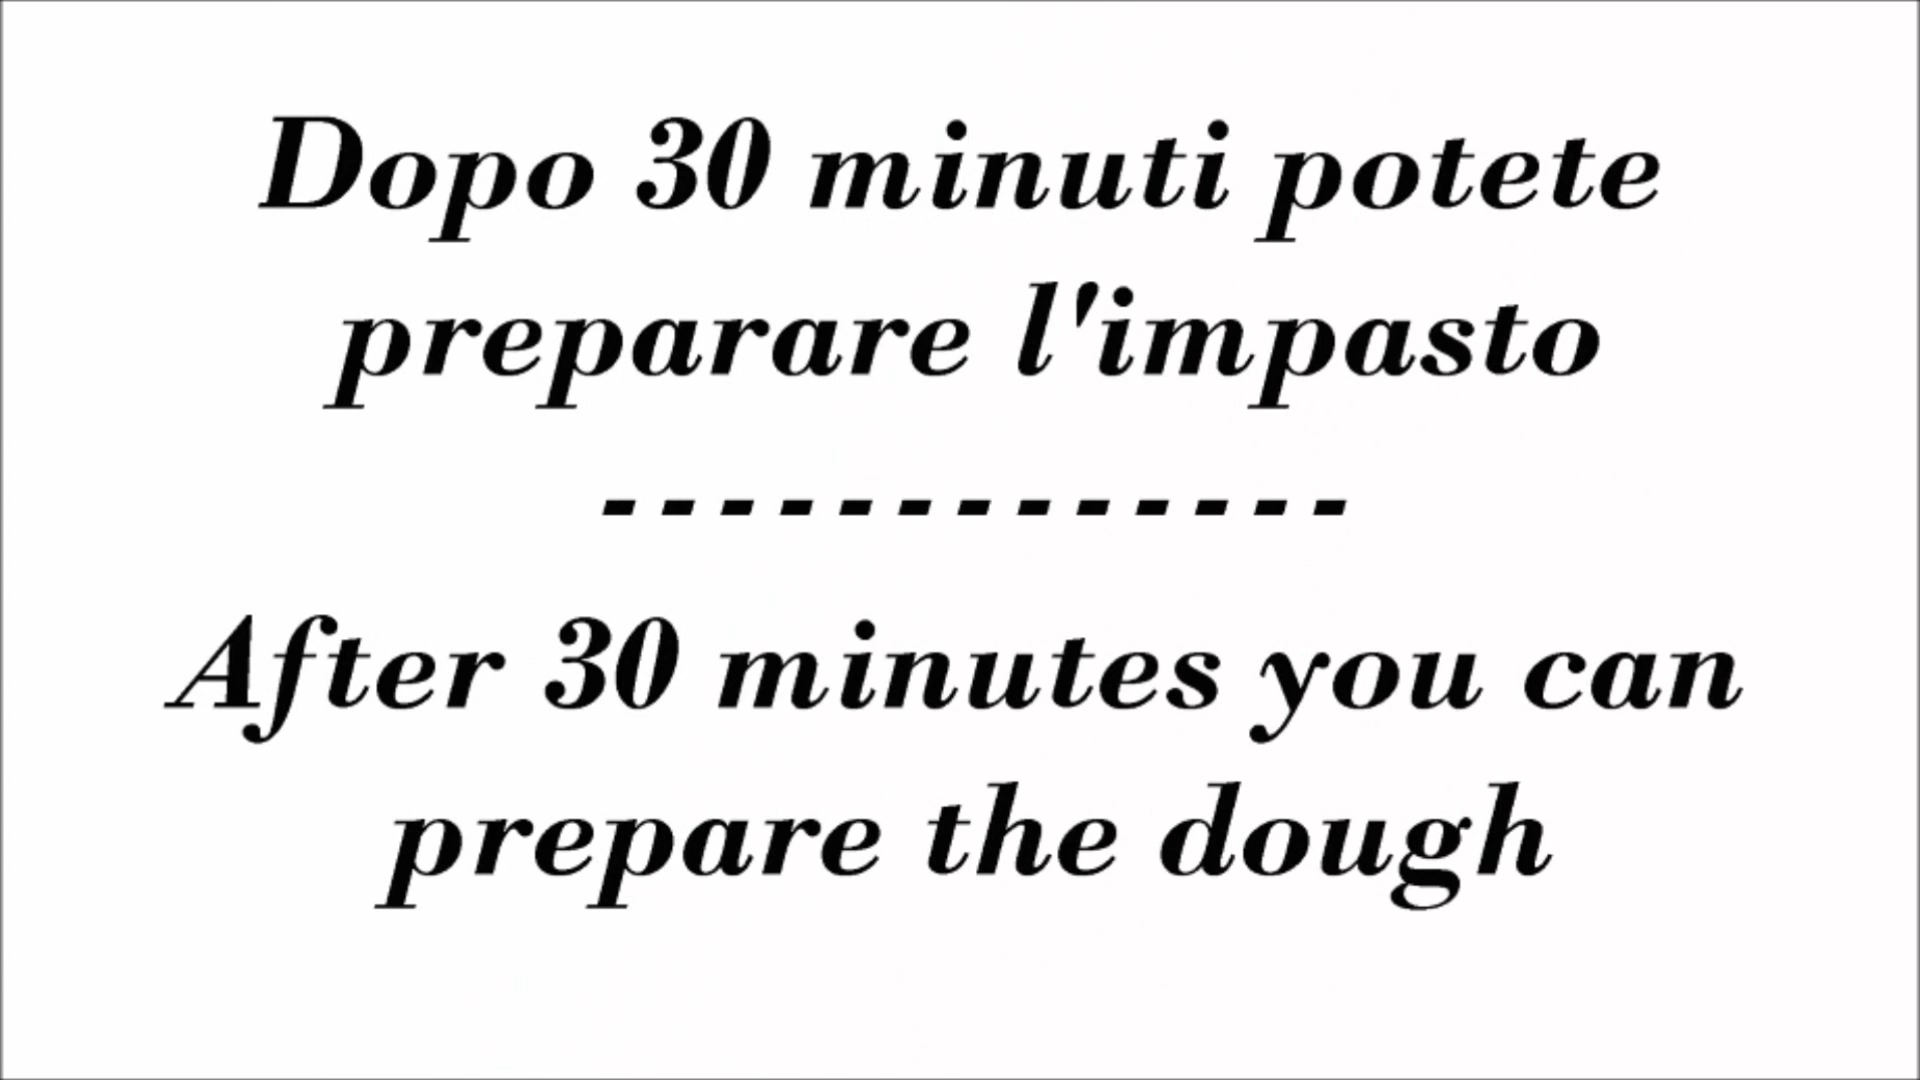 Dopo 30 minuti potete
preparare l'impasto
- - - - - - - - - - - - -
After 30 minutes you can
prepare the dough